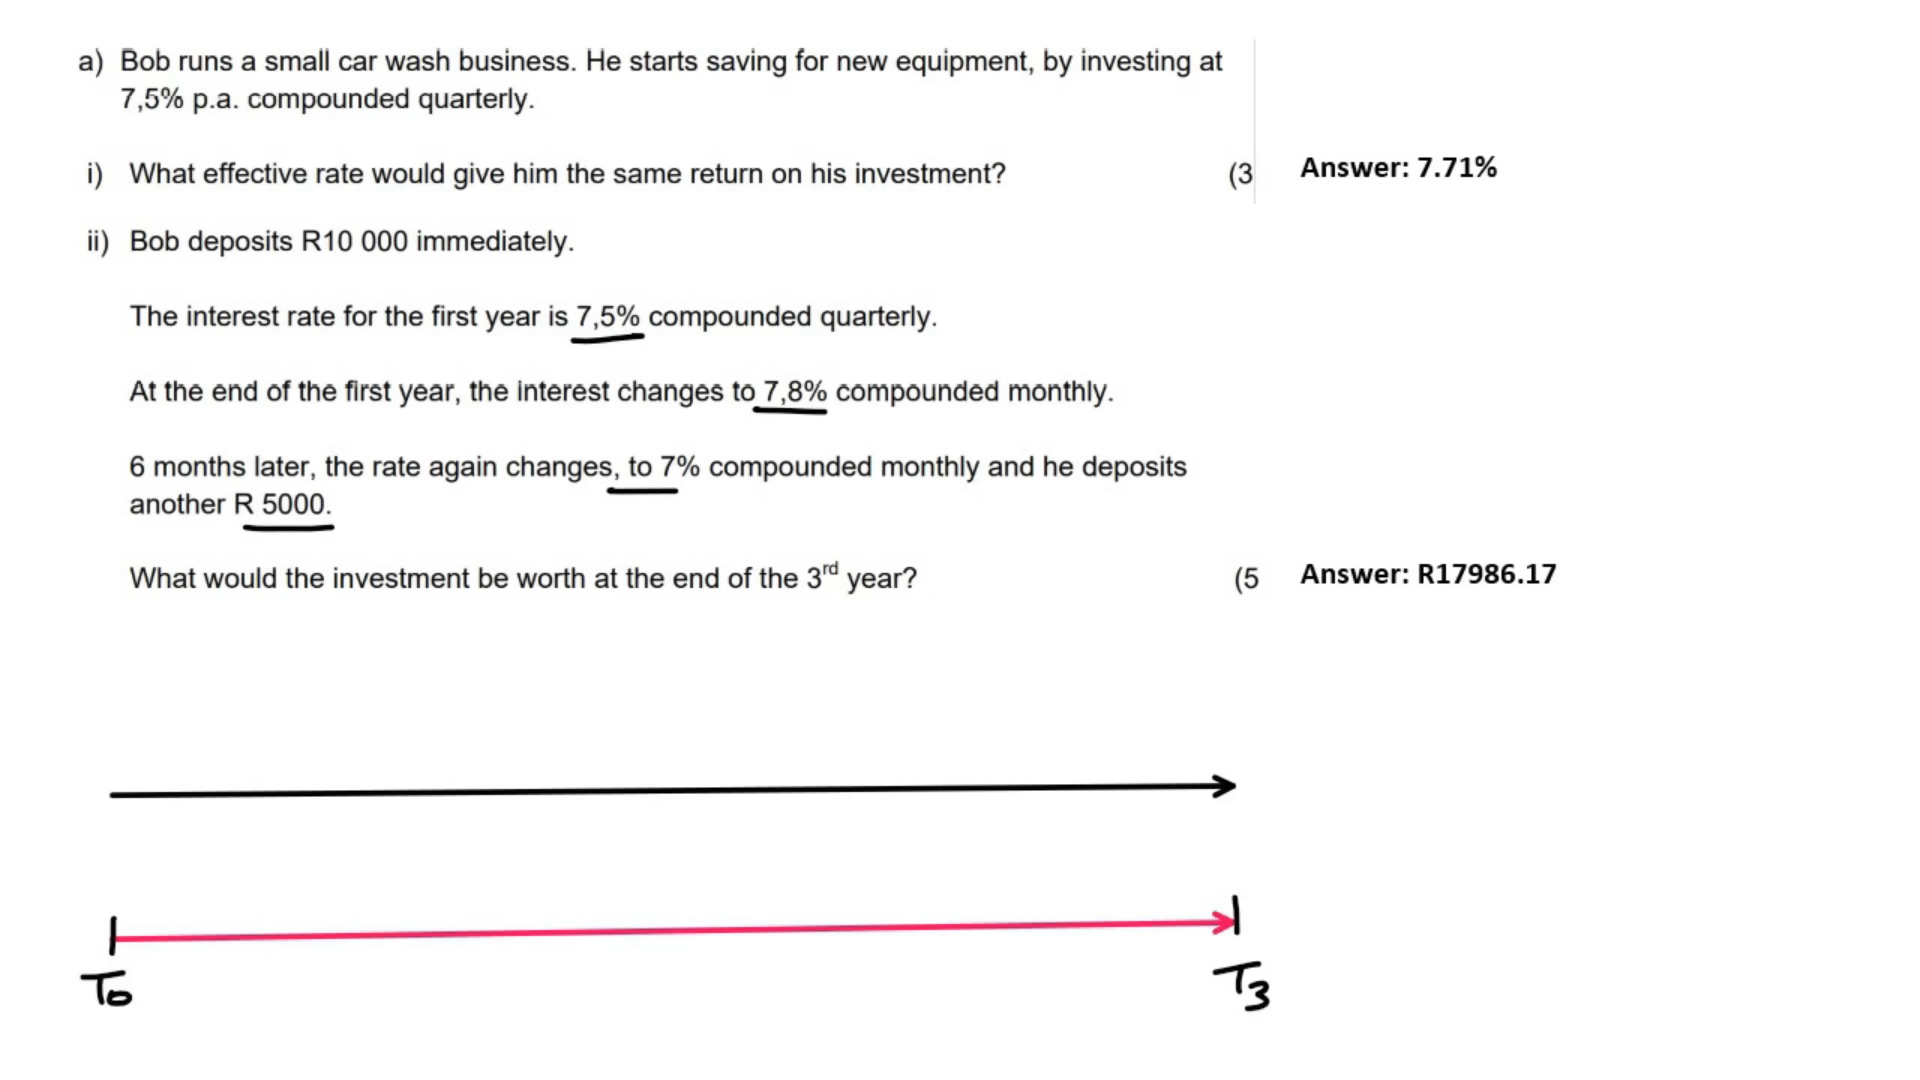 a) Bob runs a small car wash business. He starts saving for new equipment, by investing at
7,5% p.a. compounded quarterly.
i) What effective rate would give him the same return on his investment? (3 Answer: 7.71%
ii) Bob deposits R10 000 immediately.
The interest rate for the first year is 7,5% compounded quarterly.
At the end of the first year, the interest changes to 7,8% compounded monthly.
6 months later, the rate again changes, to 7% compounded monthly and he deposits
another R 5000.
What would the investment be worth at the end of the 3rd year? (5 Answer: R17986.17
T0 T3